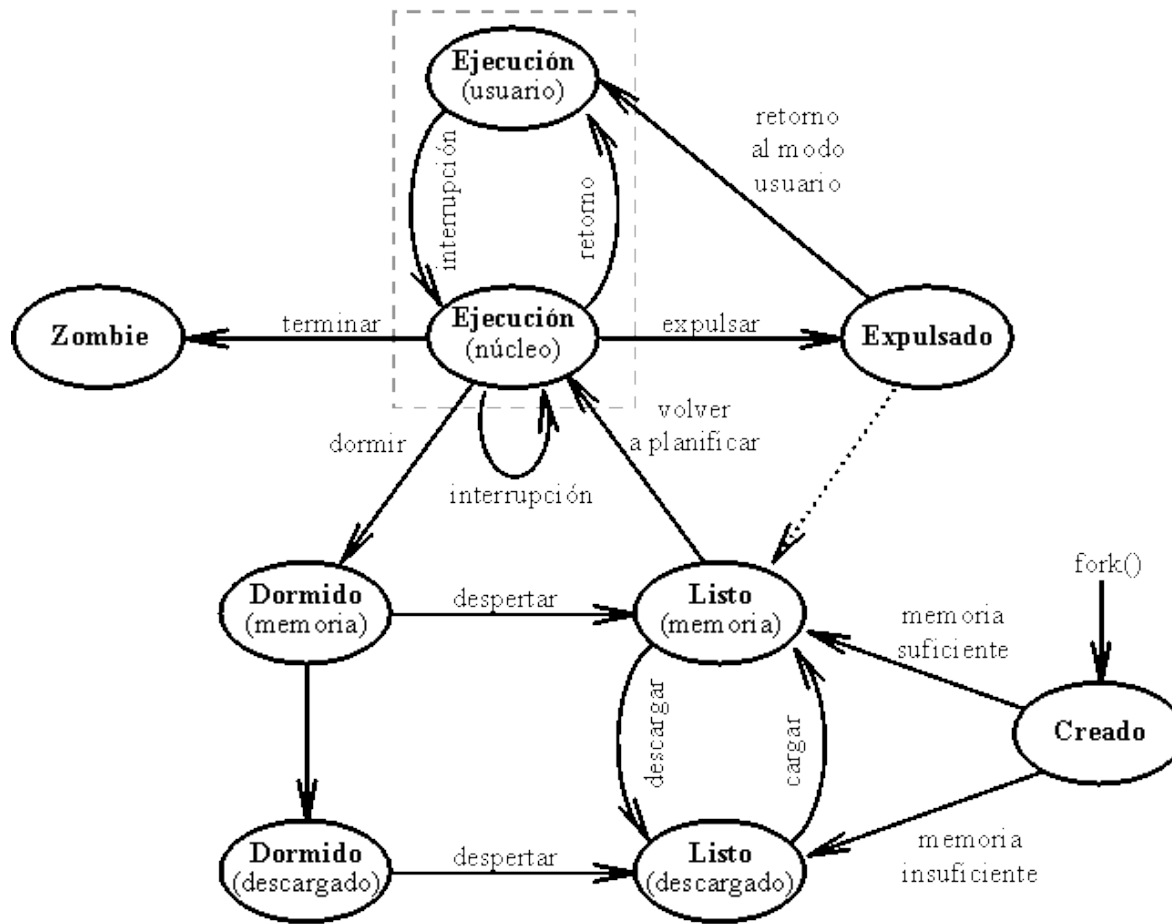 Ejecución
(usuario)
retorno
al modo
usuario
interrupción
retorno
Zombie
terminar
Ejecución
(núcleo)
expulsar
Expulsado
dormir
volver
a planificar
interrupción
Dormido
(memoria)
despertar
Listo
(memoria)
fork()
memoria
suficiente
Creado
descargar
cargar
Dormido
(descargado)
despertar
Listo
(descargado)
memoria
insuficiente